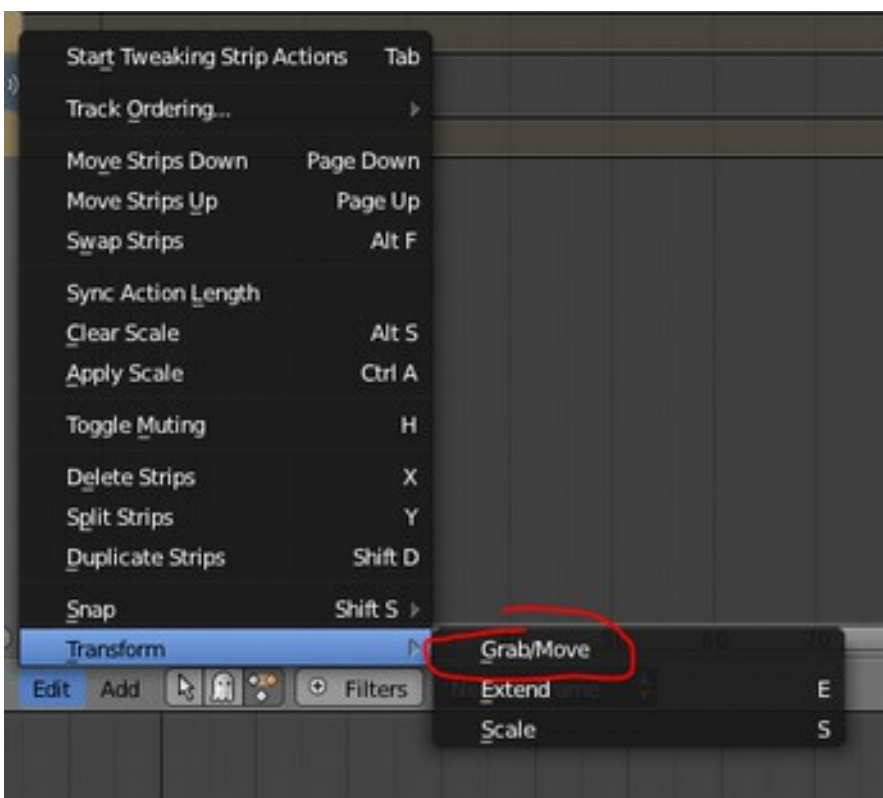 Start Tweaking Strip Actions Tab
Track Ordering...
Move Strips Down Page Down
Move Strips Up Page Up
Swap Strips Alt F
Sync Action Length
Clear Scale Alt S
Apply Scale Ctrl A
Toggle Muting H
Delete Strips X
Split Strips Y
Duplicate Strips Shift D
Snap Shift S
Transform
Grab/Move
60 70
Edit Add Filters
Extend E
Scale S